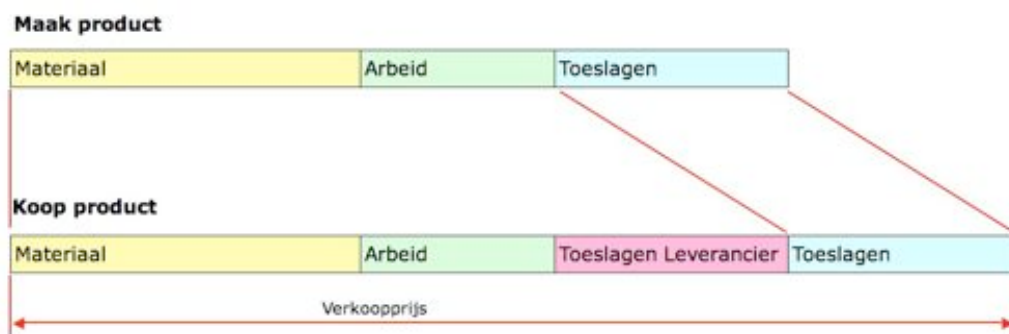 Maak product
Materiaal Arbeid Toeslagen
Koop product
Materiaal Arbeid Toeslagen Leverancier Toeslagen
Verkoopprijs